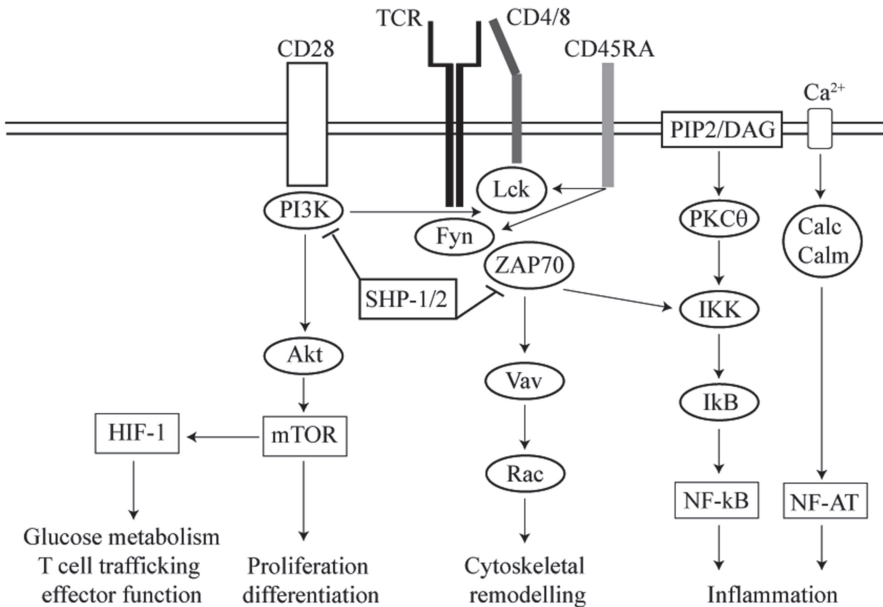 TCR
CD4/8
CD28
CD45RA
Ca²⁺
PIP2/DAG
Lck
PI3K
Fyn
PKCθ
Calc
Calm
ZAP70
SHP-1/2
IKK
Akt
Vav
IkB
HIF-1
mTOR
Rac
NF-kB
NF-AT
Glucose metabolism
T cell trafficking
effector function
Proliferation
differentiation
Cytoskeletal
remodelling
Inflammation